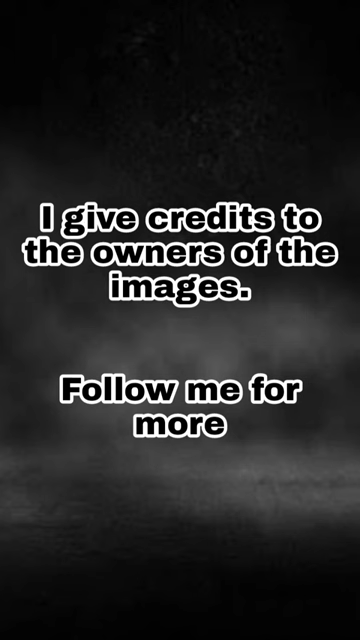 I give credits to
the owners of the
images.
Follow me for
more